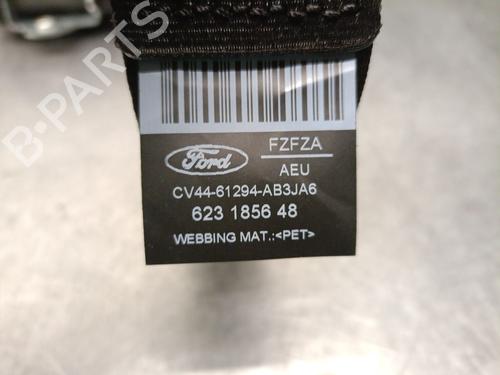 B-PARTS
Ford
FZFZA
AEU
CV44-61294-AB3JA6
623 1856 48
WEBBING MAT.:<PET>